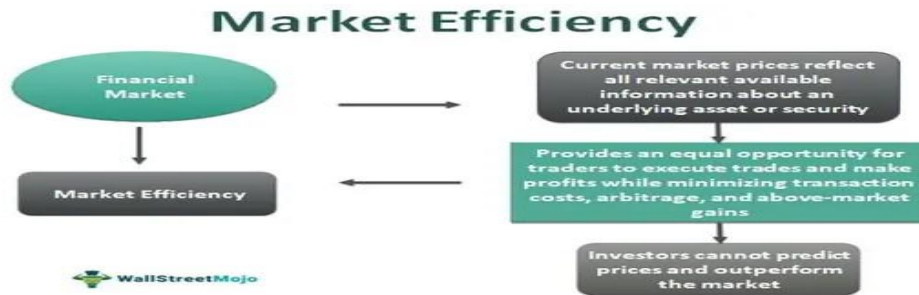 Market Efficiency
Financial
Market
Current market prices reflect
all relevant available
information about an
underlying asset or security
Provides an equal opportunity for
traders to execute trades and make
profits while minimizing transaction
costs, arbitrage, and above-market
gains
Market Efficiency
Investors cannot predict
prices and outperform
the market
WallStreetMojo